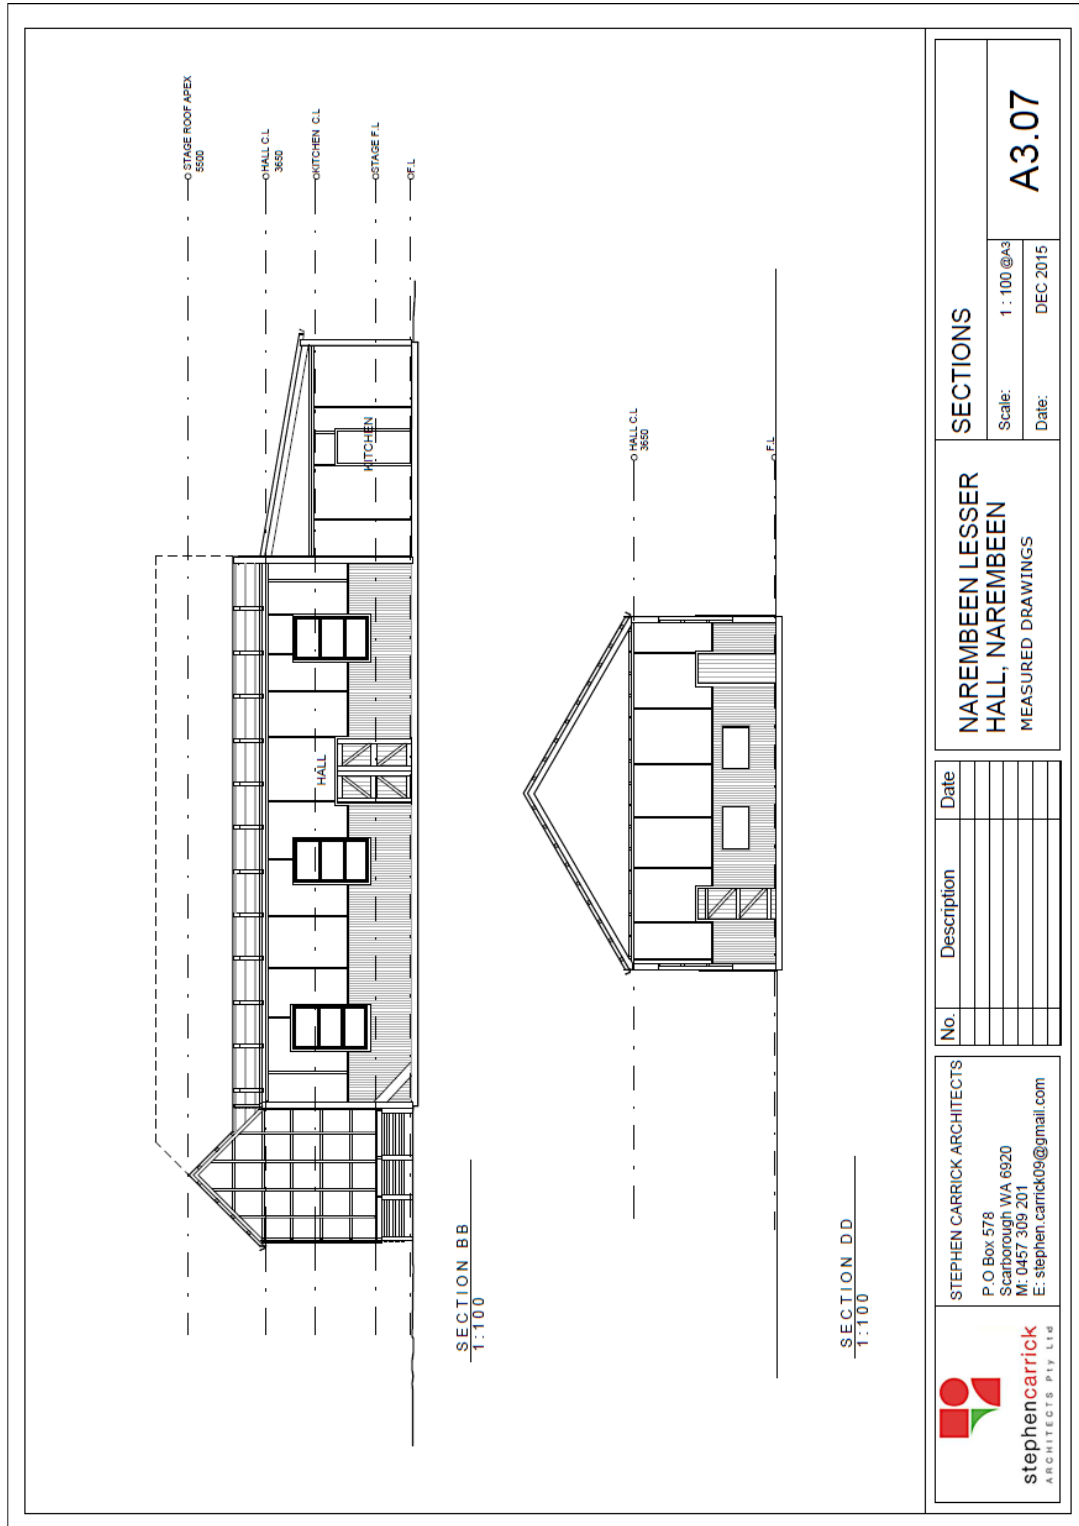 STAGE ROOF APEX
5500
HALL C.L
3650
KITCHEN C.L
STAGE F.L
F.L
HALL
KITCHEN
SECTION BB
1:100
HALL C.L
3650
F.L
SECTION DD
1:100
stephencarrick
ARCHITECTS Pty Ltd
STEPHEN CARRICK ARCHITECTS
P.O Box 578
Scarborough WA 6920
M: 0457 309 201
E: stephen.carrick09@gmail.com
No. Description Date
NAREMBEEN LESSER
HALL, NAREMBEEN
MEASURED DRAWINGS
SECTIONS
Scale: 1 : 100 @A3
Date: DEC 2015
A3.07